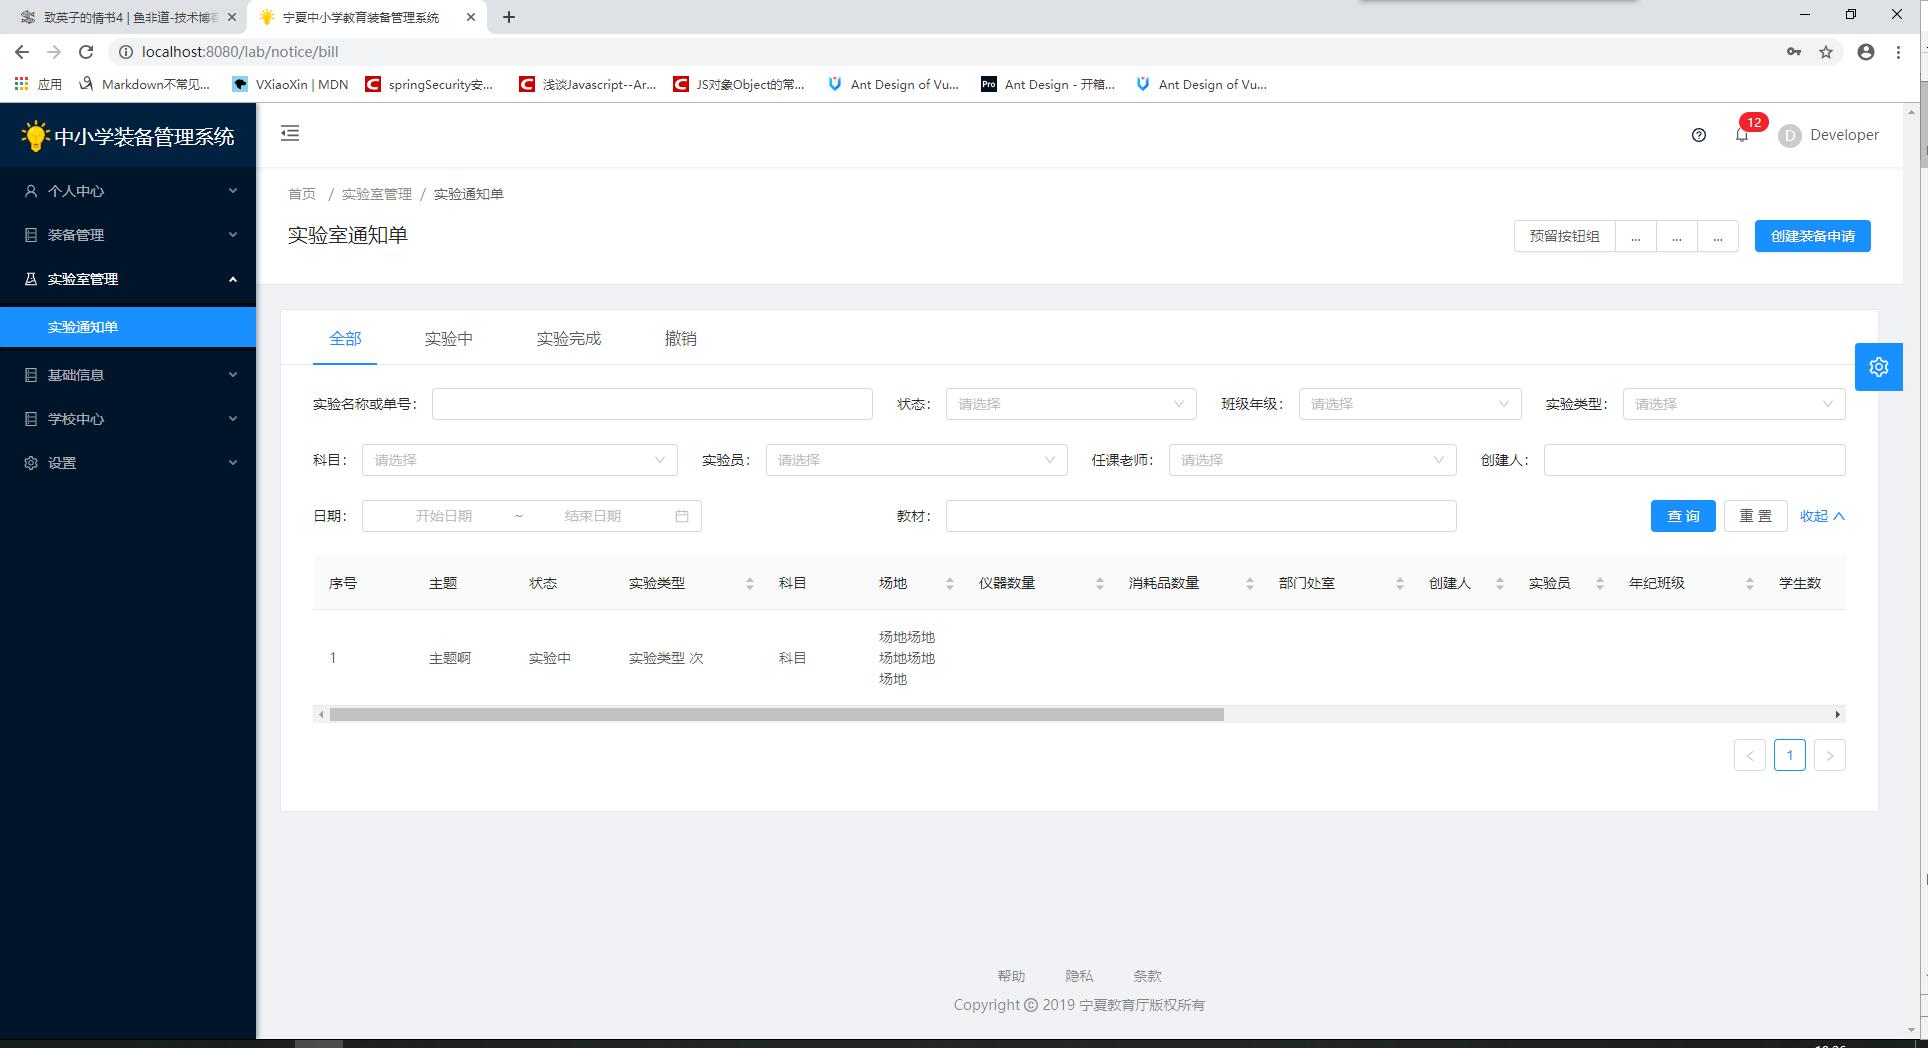 致英子的情书4 | 鱼非道-技术博客
宁夏中小学教育装备管理系统
localhost:8080/lab/notice/bill
应用
Markdown不常见...
VXiaoXin | MDN
springSecurity安...
浅谈Javascript--Ar...
JS对象Object的常...
Ant Design of Vu...
Pro
Ant Design - 开箱...
Ant Design of Vu...
中小学装备管理系统
12
D
Developer
个人中心
装备管理
实验室管理
实验通知单
基础信息
学校中心
设置
首页 / 实验室管理 / 实验通知单
实验室通知单
预留按钮组 ... ... ...
创建装备申请
全部 实验中 实验完成 撤销
实验名称或单号: 状态: 请选择 班级年级: 请选择 实验类型: 请选择
科目: 请选择 实验员: 请选择 任课老师: 请选择 创建人:
日期: 开始日期 ~ 结束日期 教材: 查 询 重 置 收起
序号 主题 状态 实验类型 科目 场地 仪器数量 消耗品数量 部门处室 创建人 实验员 年纪班级 学生数
1 主题啊 实验中 实验类型 次 科目 场地场地
场地场地
场地
< 1 >
帮助 隐私 条款
Copyright © 2019 宁夏教育厅版权所有